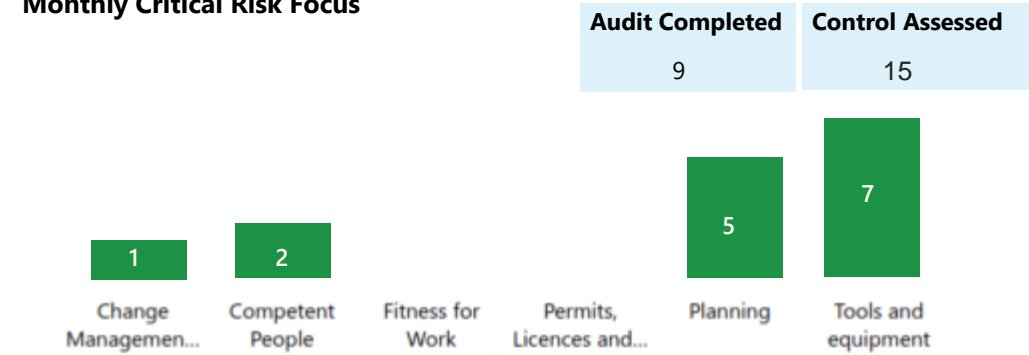 Monthly Critical Risk Focus
Audit Completed
Control Assessed
9
15
1
2
5
7
Change
Managemen...
Competent
People
Fitness for
Work
Permits,
Licences and...
Planning
Tools and
equipment